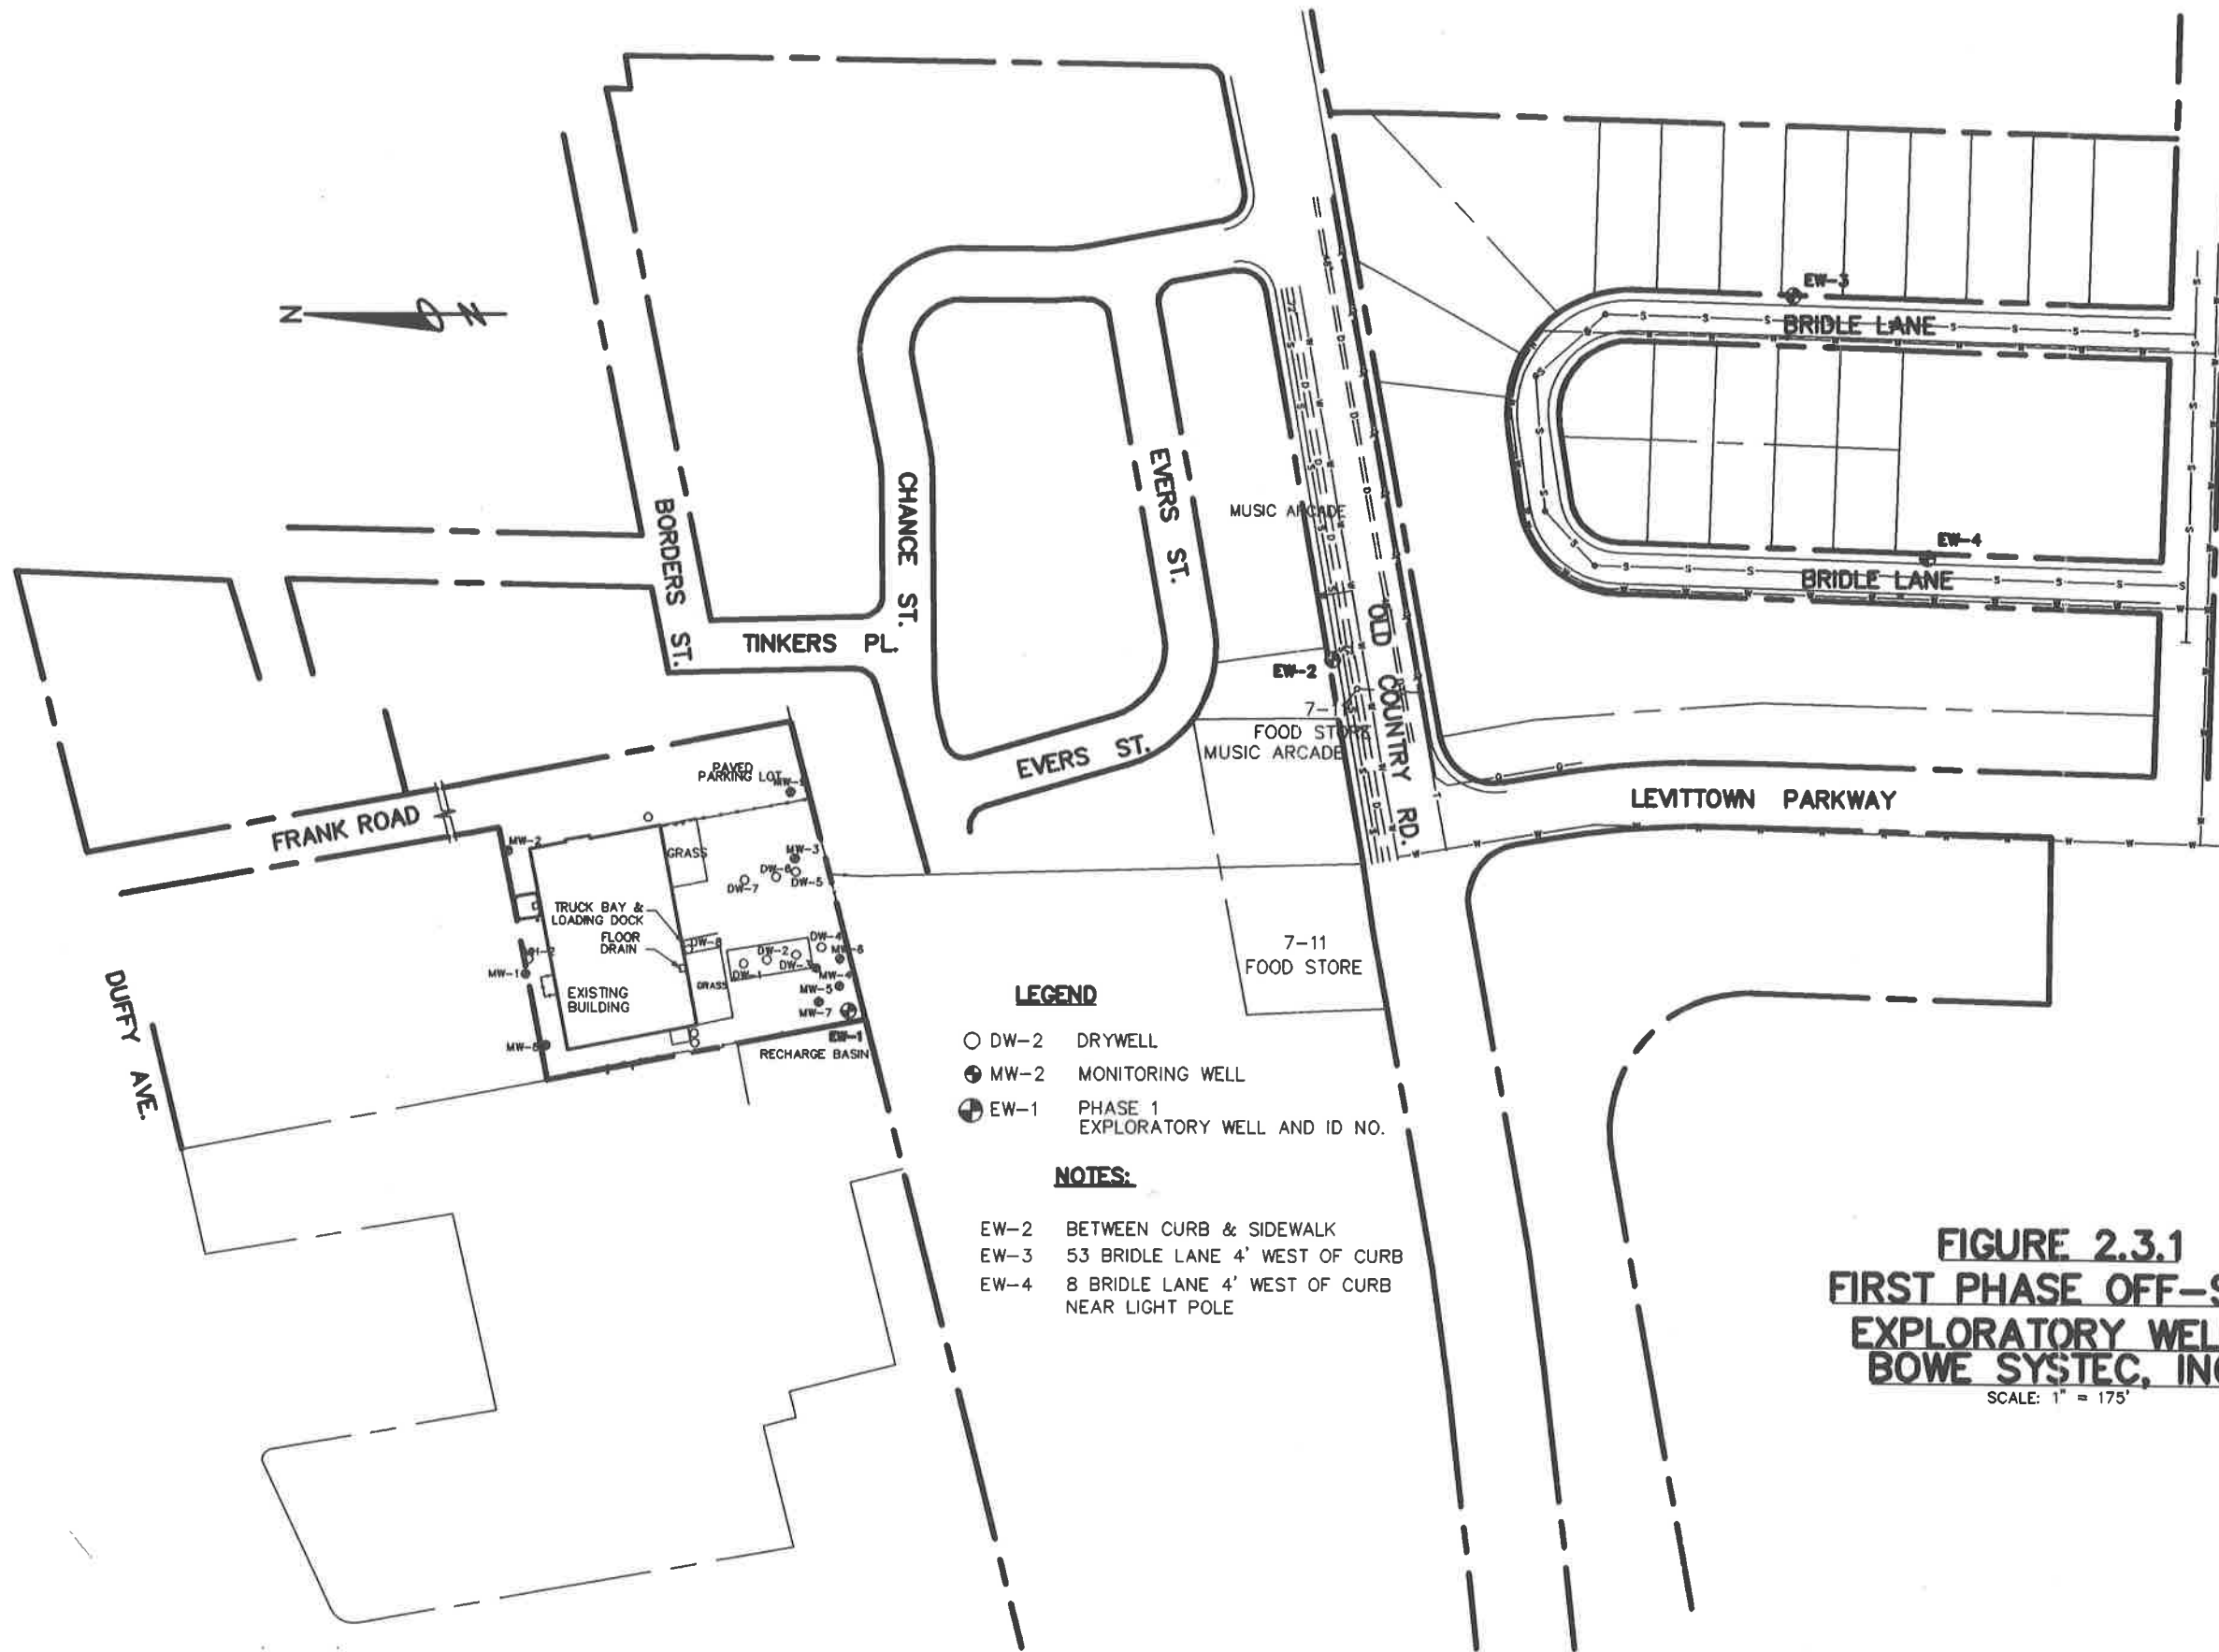 N
BORDERS ST.
CHANCE ST.
EVERS ST.
TINKERS PL.
EVERS ST.
MUSIC ARCADE
EW-2
FOOD STORE
MUSIC ARCADE
OLD COUNTRY RD.
EW-3
BRIDLE LANE
EW-4
BRIDLE LANE
LEVITTOWN PARKWAY
7-11
FOOD STORE
FRANK ROAD
DUFFY AVE.
PAVED
PARKING LOT
MW-2
GRASS
MW-3
DW-6
DW-5
DW-7
TRUCK BAY &
LOADING DOCK
FLOOR
DRAIN
DW-8
DW-4
DW-2
DW-3
DW-1
MW-4
MW-1
MW-5
GRASS
EXISTING
BUILDING
MW-7
EW-1
RECHARGE BASIN
LEGEND
DW-2 DRYWELL
MW-2 MONITORING WELL
EW-1 PHASE 1
EXPLORATORY WELL AND ID NO.
NOTES:
EW-2 BETWEEN CURB & SIDEWALK
EW-3 53 BRIDLE LANE 4' WEST OF CURB
EW-4 8 BRIDLE LANE 4' WEST OF CURB
NEAR LIGHT POLE
FIGURE 2.3.1
FIRST PHASE OFF-S
EXPLORATORY WEL
BOWE SYSTEC, INC
SCALE: 1" = 175'